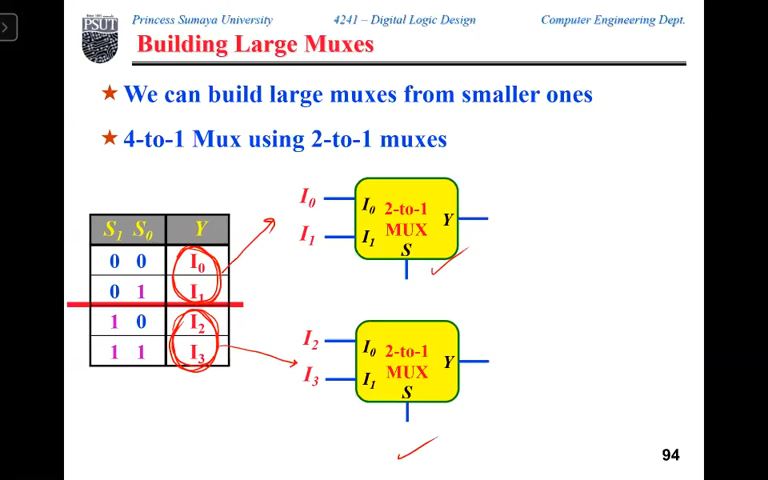 Princess Sumaya University 4241 – Digital Logic Design Computer Engineering Dept.
PSUT
Building Large Muxes
We can build large muxes from smaller ones
4-to-1 Mux using 2-to-1 muxes
S1 S0 Y
0 0 I0
0 1 I1
1 0 I2
1 1 I3
I0 I0 2-to-1 Y
I1 I1 MUX
S
I2 I0 2-to-1 Y
I3 I1 MUX
S
94